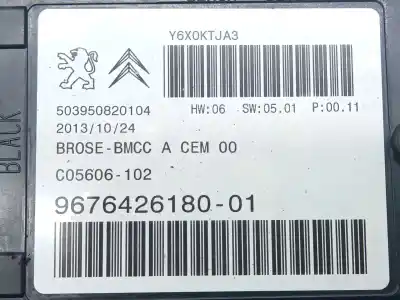 Y6X0KTJA3
503950820104 HW:06 SW:05.01 P:00.11
2013/10/24
BROSE-BMCC A CEM 00
C05606-102
9676426180-01
BLACK